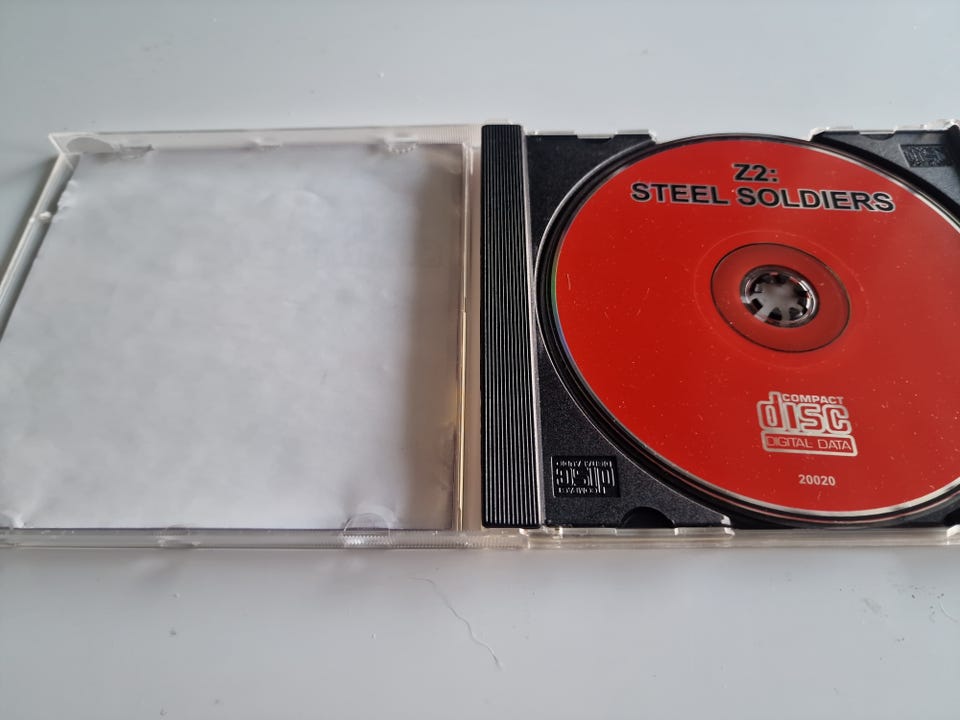 Z2:
STEEL SOLDIERS
COMPACT
disc
DIGITAL DATA
20020